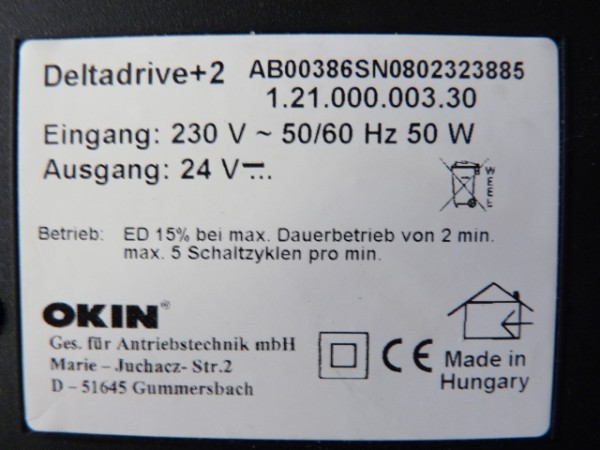 Deltadrive+2 AB00386SN0802323885
1.21.000.003.30
Eingang: 230 V ~ 50/60 Hz 50 W
Ausgang: 24 V⎓
WEEE
Betrieb: ED 15% bei max. Dauerbetrieb von 2 min.
max. 5 Schaltzyklen pro min.
OKIN®
Ges. für Antriebstechnik mbH
Marie – Juchacz- Str.2
D – 51645 Gummersbach
CE
Made in
Hungary